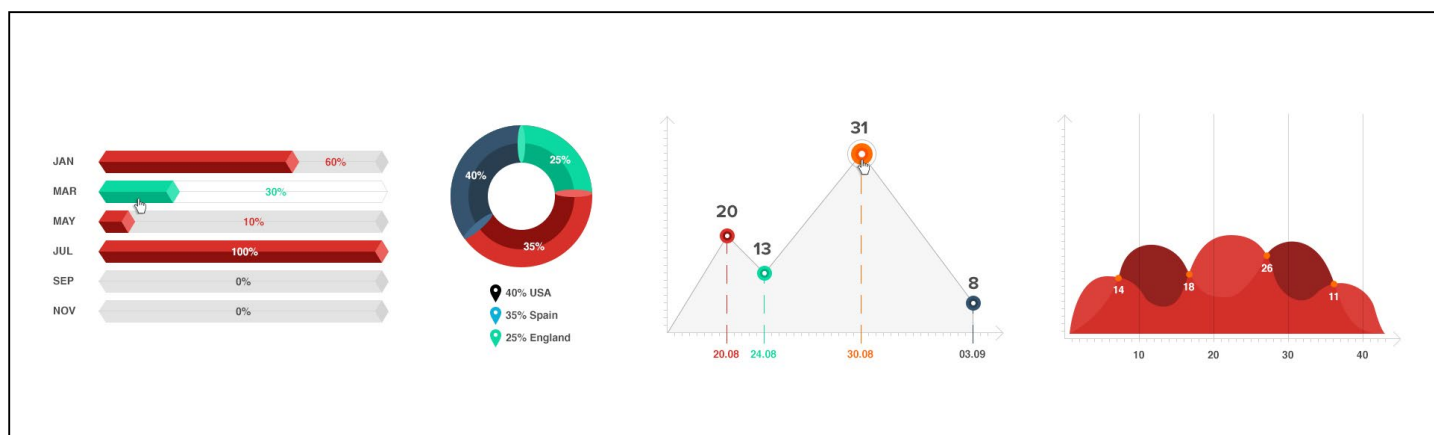 JAN 60%
MAR 30%
MAY 10%
JUL 100%
SEP 0%
NOV 0%
25%
40%
35%
40% USA
35% Spain
25% England
31
20
13
8
20.08 24.08 30.08 03.09
26
18
14
11
10 20 30 40